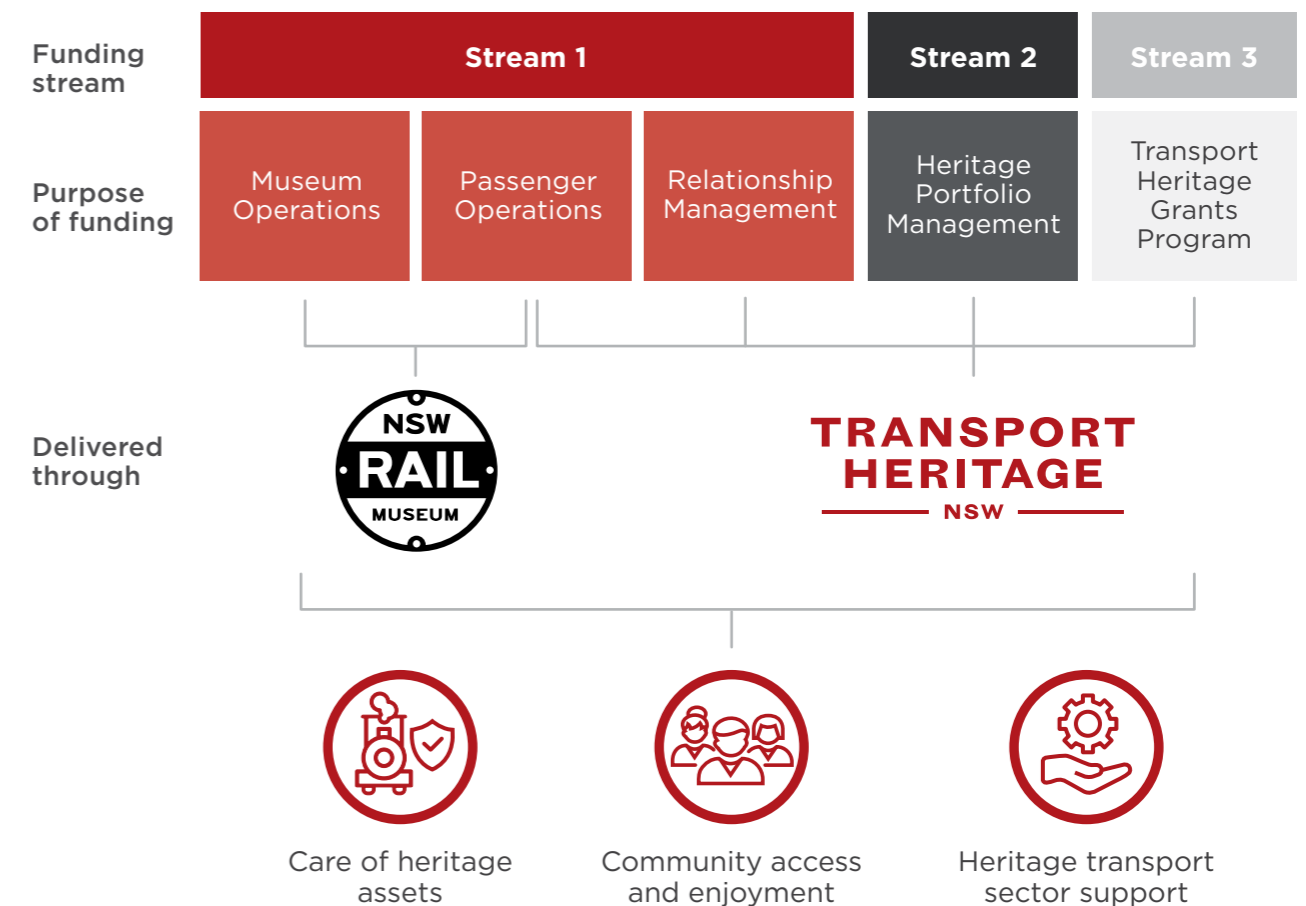 Funding
stream
Stream 1
Stream 2
Stream 3
Purpose
of funding
Museum
Operations
Passenger
Operations
Relationship
Management
Heritage
Portfolio
Management
Transport
Heritage
Grants
Program
Delivered
through
NSW
RAIL
MUSEUM
TRANSPORT
HERITAGE
NSW
Care of heritage
assets
Community access
and enjoyment
Heritage transport
sector support